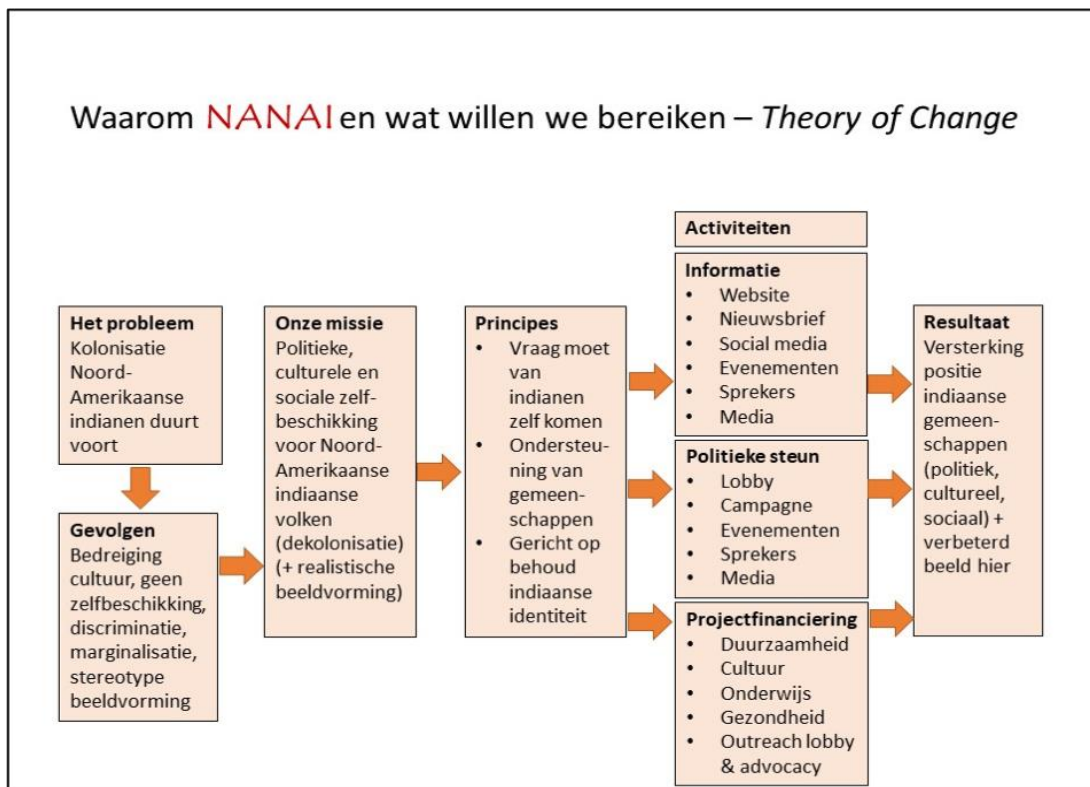 Waarom NANAI en wat willen we bereiken – Theory of Change
Het probleem
Kolonisatie
Noord-
Amerikaanse
indianen duurt
voort
Gevolgen
Bedreiging
cultuur, geen
zelfbeschikking,
discriminatie,
marginalisatie,
stereotype
beeldvorming
Onze missie
Politieke,
culturele en
sociale zelf-
beschikking
voor Noord-
Amerikaanse
indiaanse
volken
(dekolonisatie)
(+ realistische
beeldvorming)
Principes
• Vraag moet
van
indianen
zelf komen
• Ondersteu-
ning van
gemeen-
schappen
• Gericht op
behoud
indiaanse
identiteit
Activiteiten
Informatie
• Website
• Nieuwsbrief
• Social media
• Evenementen
• Sprekers
• Media
Politieke steun
• Lobby
• Campagne
• Evenementen
• Sprekers
• Media
Projectfinanciering
• Duurzaamheid
• Cultuur
• Onderwijs
• Gezondheid
• Outreach lobby
& advocacy
Resultaat
Versterking
positie
indiaanse
gemeen-
schappen
(politiek,
cultureel,
sociaal) +
verbeterd
beeld hier